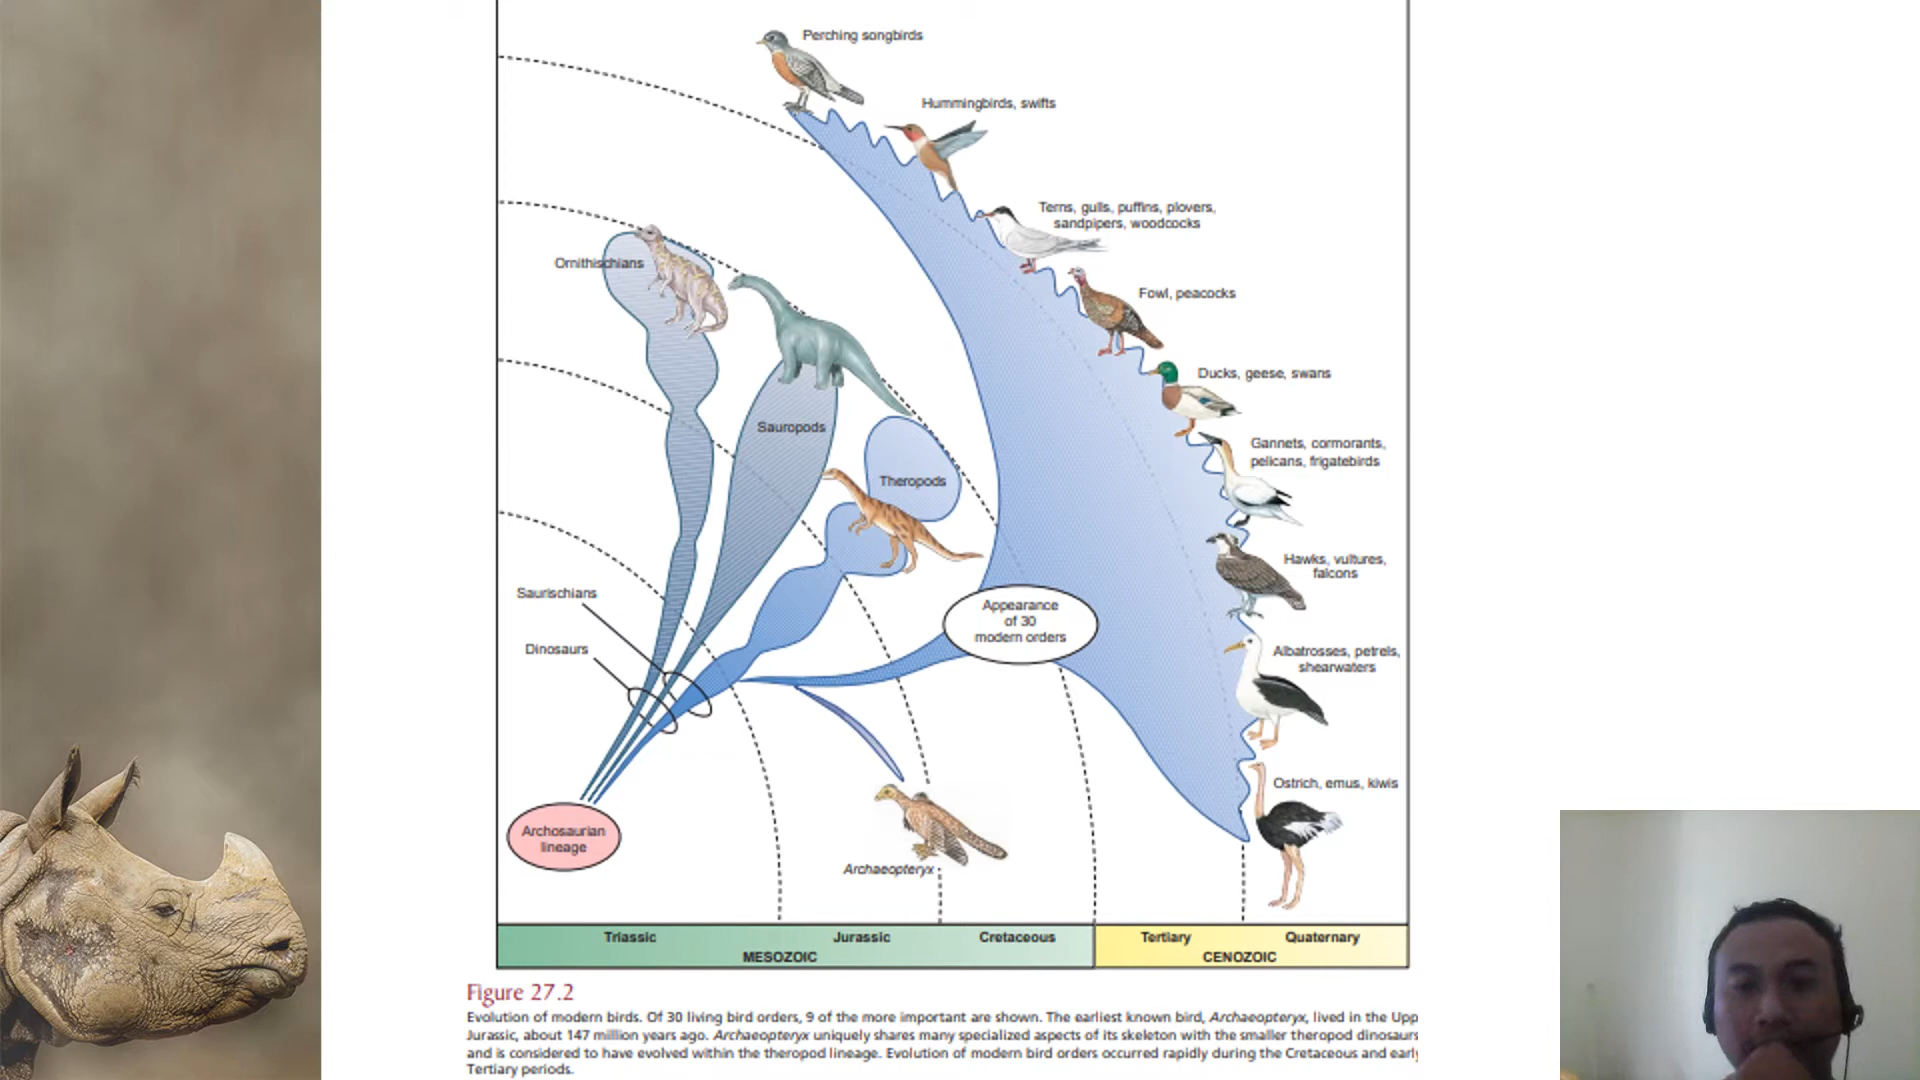 Perching songbirds
Hummingbirds, swifts
Terns, gulls, puffins, plovers,
sandpipers, woodcocks
Ornithischians
Fowl, peacocks
Ducks, geese, swans
Sauropods
Gannets, cormorants,
pelicans, frigatebirds
Theropods
Hawks, vultures,
falcons
Saurischians
Appearance
of 30
modern orders
Dinosaurs
Albatrosses, petrels,
shearwaters
Ostrich, emus, kiwis
Archosaurian
lineage
Archaeopteryx
Triassic Jurassic Cretaceous Tertiary Quaternary
MESOZOIC CENOZOIC
Figure 27.2
Evolution of modern birds. Of 30 living bird orders, 9 of the more important are shown. The earliest known bird, Archaeopteryx, lived in the Upp
Jurassic, about 147 million years ago. Archaeopteryx uniquely shares many specialized aspects of its skeleton with the smaller theropod dinosaurs
and is considered to have evolved within the theropod lineage. Evolution of modern bird orders occurred rapidly during the Cretaceous and early
Tertiary periods.